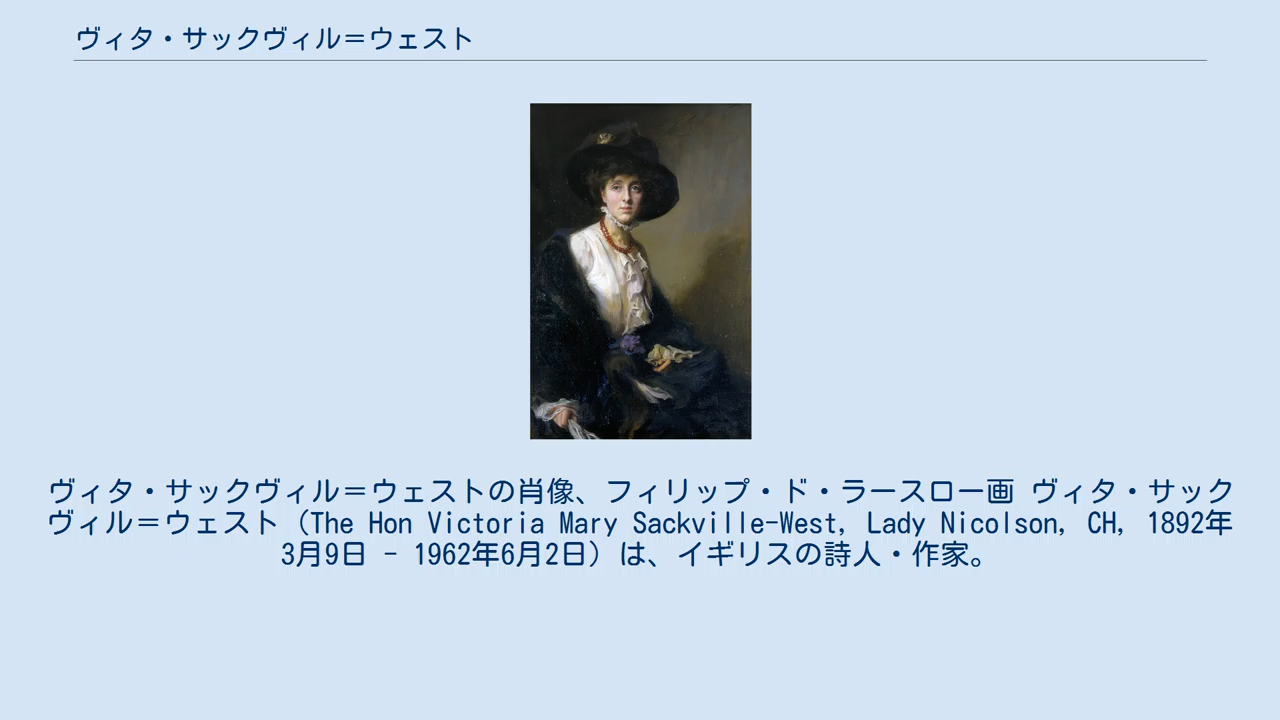 ヴィタ・サックヴィル＝ウェスト
ヴィタ・サックヴィル＝ウェストの肖像、フィリップ・ド・ラースロー画 ヴィタ・サック
ヴィル＝ウェスト（The Hon Victoria Mary Sackville-West, Lady Nicolson, CH, 1892年
3月9日 - 1962年6月2日）は、イギリスの詩人・作家。